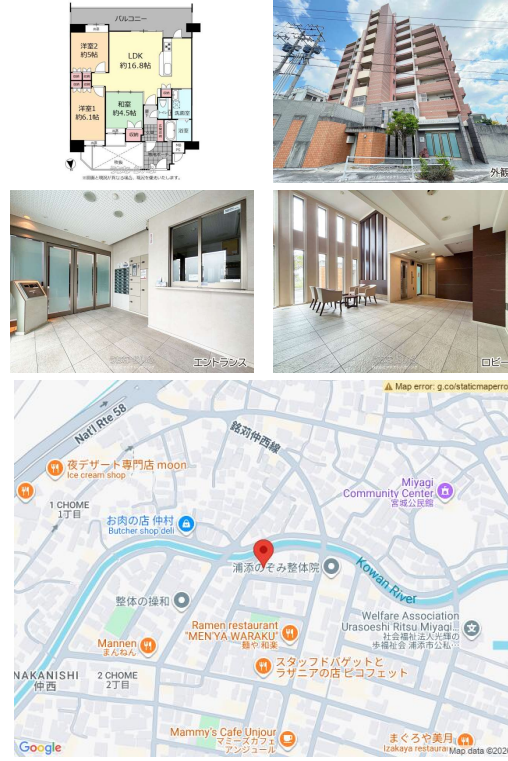 バルコニー
洋室2
約5帖
LDK
約16.8帖
洋室1
約6.1帖
和室
約4.5帖
収納
洗面室
浴室
外観
エントランス
ロビー
Map error: g.co/staticmaperro
Nat'l Rte 58
銘苅仲西線
夜デザート専門店 moon
Ice cream shop
1 CHOME
1丁目
お肉の店 仲村
Butcher shop deli
Miyagi
Community Center
宮城公民館
浦添のぞみ整体院
Kowan River
整体の操和
Ramen restaurant
"MEN'YA WARAKU"
麺や 和楽
Welfare Association
Urasoeshi Ritsu Miyagi...
社会福祉法人光輝の
歩福祉会 浦添市公私…
Mannen
まんねん
スタッフドバゲットと
ラザニアの店 ピコフェット
NAKANISHI
仲西
2 CHOME
2丁目
Mammy's Cafe Unjour
マミーズカフェ
アンジュール
まぐろや美月
Izakaya restaurant
Google
Map data ©2026